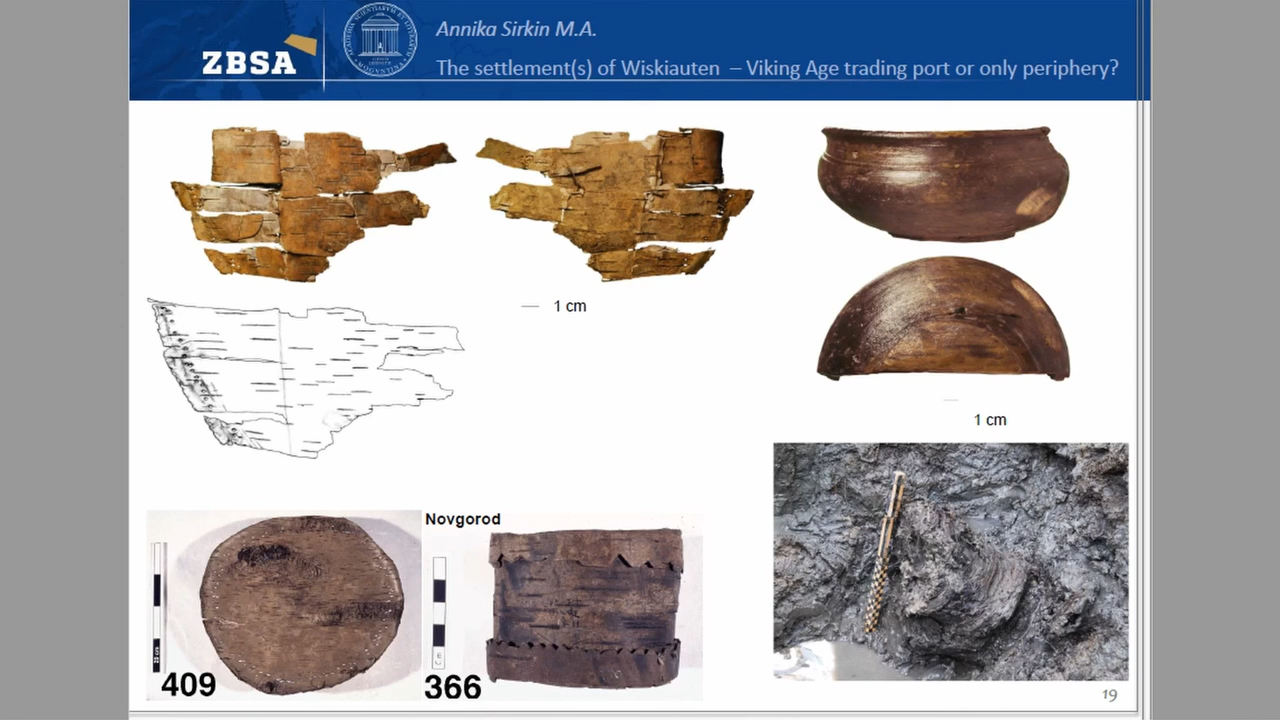 Annika Sirkin M.A.
ZBSA
The settlement(s) of Wiskiauten – Viking Age trading port or only periphery?
1 cm
1 cm
Novgorod
409
366
19